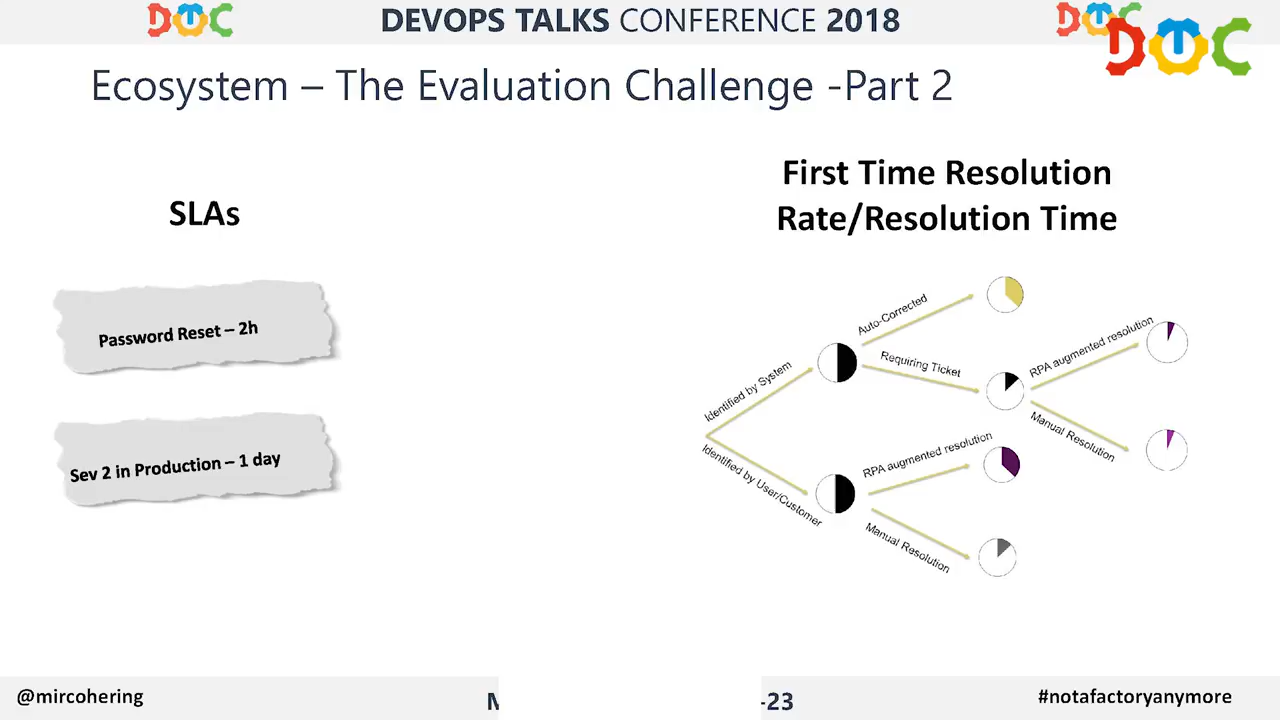 DEVOPS TALKS CONFERENCE 2018
Ecosystem – The Evaluation Challenge -Part 2
SLAs
Password Reset – 2h
Sev 2 in Production – 1 day
First Time Resolution
Rate/Resolution Time
Identified by System
Auto-Corrected
Requiring Ticket
RPA augmented resolution
Manual Resolution
Identified by User/Customer
RPA augmented resolution
Manual Resolution
@mircohering
-23
#notafactoryanymore